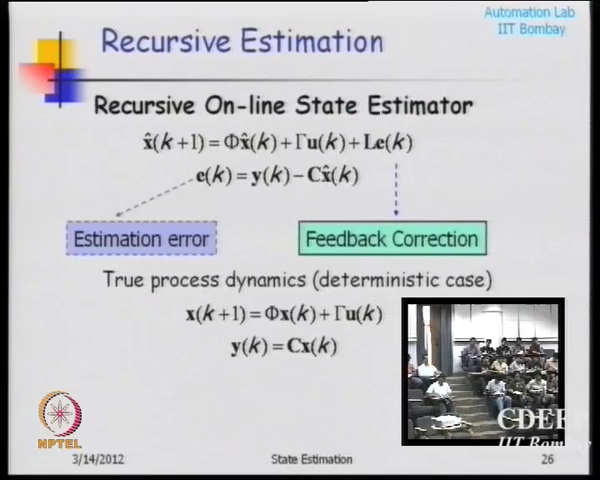 Automation Lab
IIT Bombay
Recursive Estimation
Recursive On-line State Estimator
x̂(k+1) = Φx̂(k) + Γu(k) + Le(k)
e(k) = y(k) − Cx̂(k)
Estimation error
Feedback Correction
True process dynamics (deterministic case)
x(k+1) = Φx(k) + Γu(k)
y(k) = Cx(k)
NPTEL
CDEEP
IIT Bombay
3/14/2012
State Estimation
26